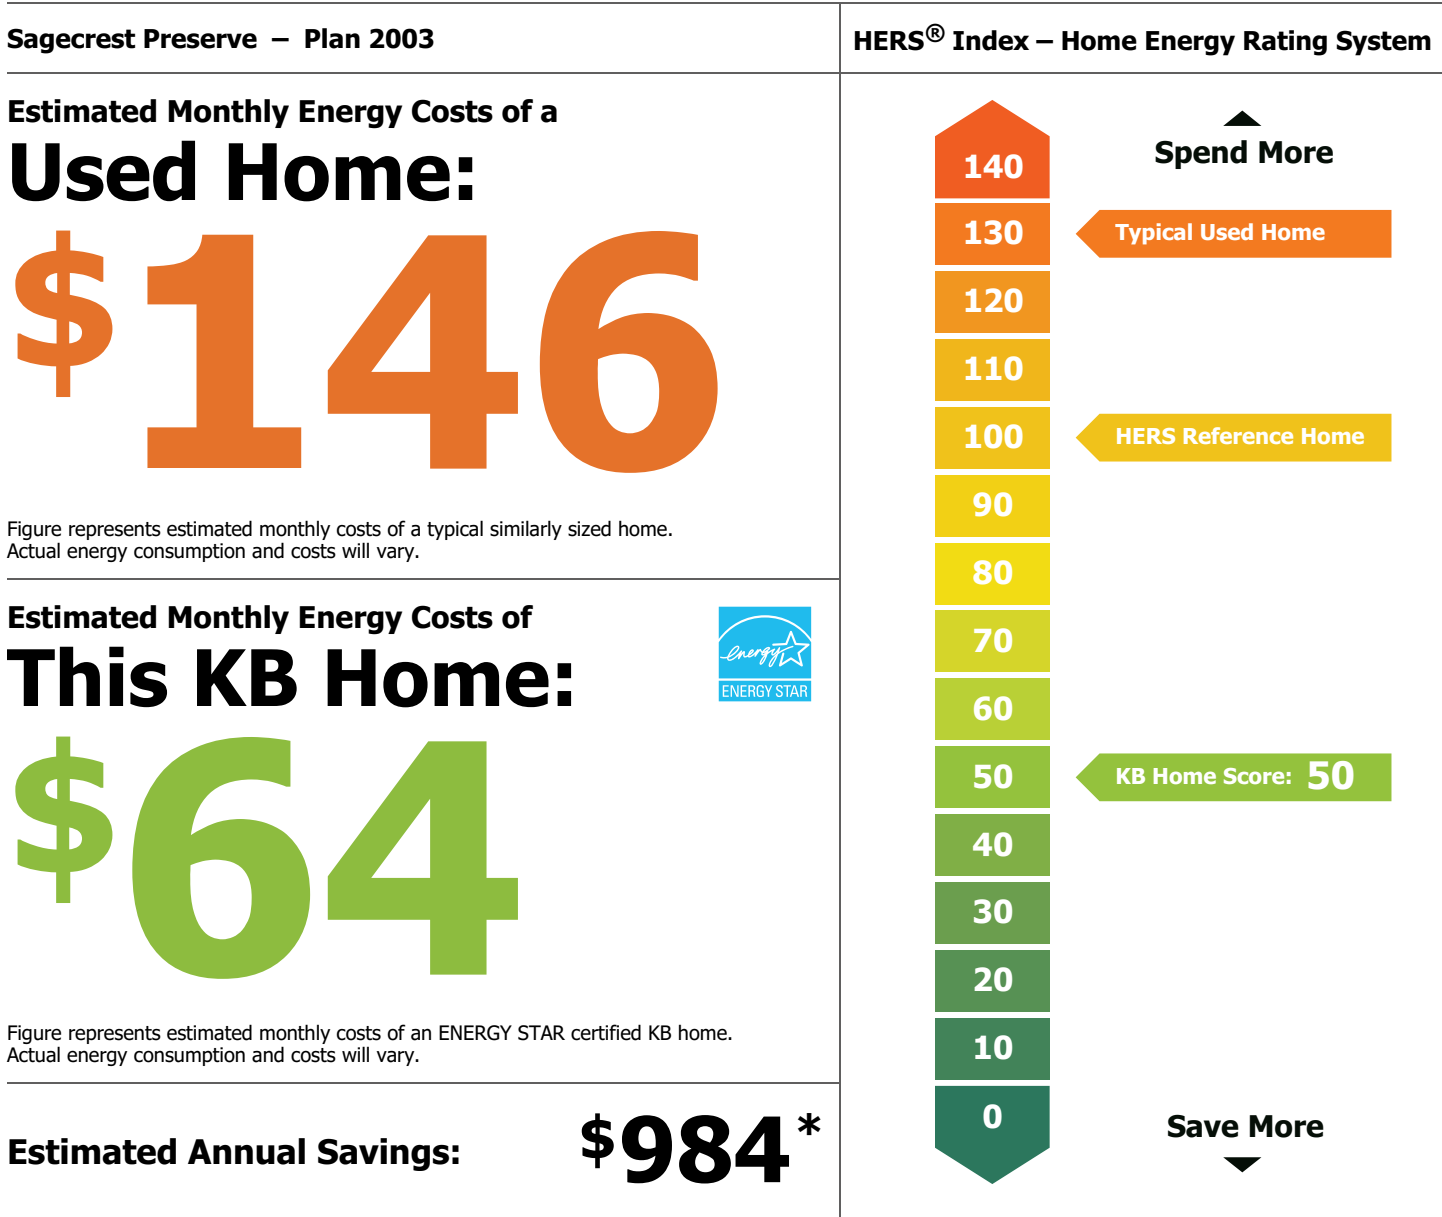 Sagecrest Preserve – Plan 2003
Estimated Monthly Energy Costs of a
Used Home:
$146
Figure represents estimated monthly costs of a typical similarly sized home.
Actual energy consumption and costs will vary.
Estimated Monthly Energy Costs of
This KB Home:
energy
ENERGY STAR
$64
Figure represents estimated monthly costs of an ENERGY STAR certified KB home.
Actual energy consumption and costs will vary.
Estimated Annual Savings: $984*
HERS® Index – Home Energy Rating System
Spend More
140
130 Typical Used Home
120
110
100 HERS Reference Home
90
80
70
60
50 KB Home Score: 50
40
30
20
10
0
Save More